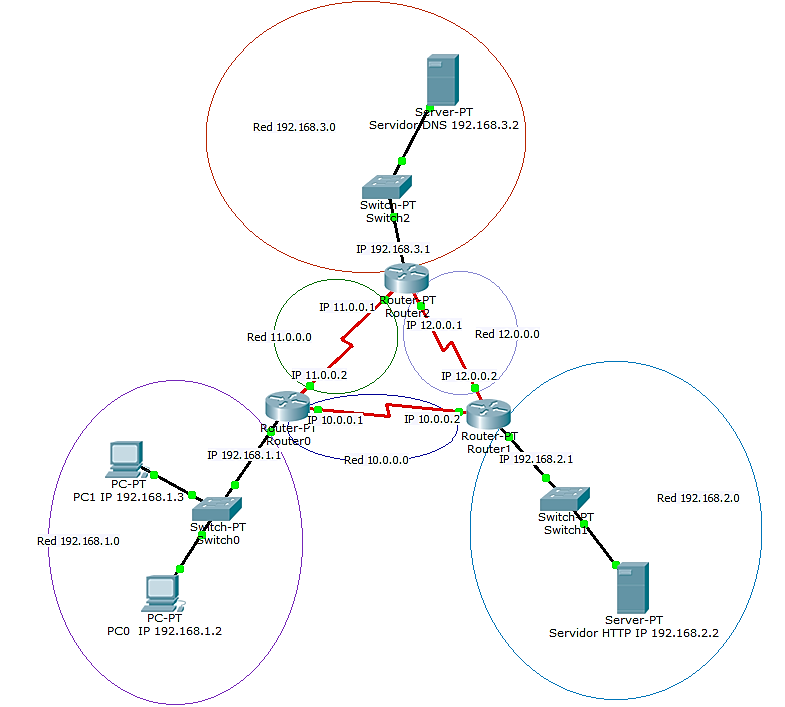 Server-PT
Servidor DNS 192.168.3.2
Red 192.168.3.0
Switch-PT
Switch2
IP 192.168.3.1
Router-PT
Router2
IP 11.0.0.1
IP 12.0.0.1
Red 11.0.0.0
Red 12.0.0.0
IP 11.0.0.2
IP 12.0.0.2
Router-PT
Router0
IP 10.0.0.1
IP 10.0.0.2
Router-PT
Router1
Red 10.0.0.0
IP 192.168.1.1
IP 192.168.2.1
PC-PT
PC1 IP 192.168.1.3
Switch-PT
Switch0
Red 192.168.1.0
PC-PT
PC0 IP 192.168.1.2
Red 192.168.2.0
Switch-PT
Switch1
Server-PT
Servidor HTTP IP 192.168.2.2